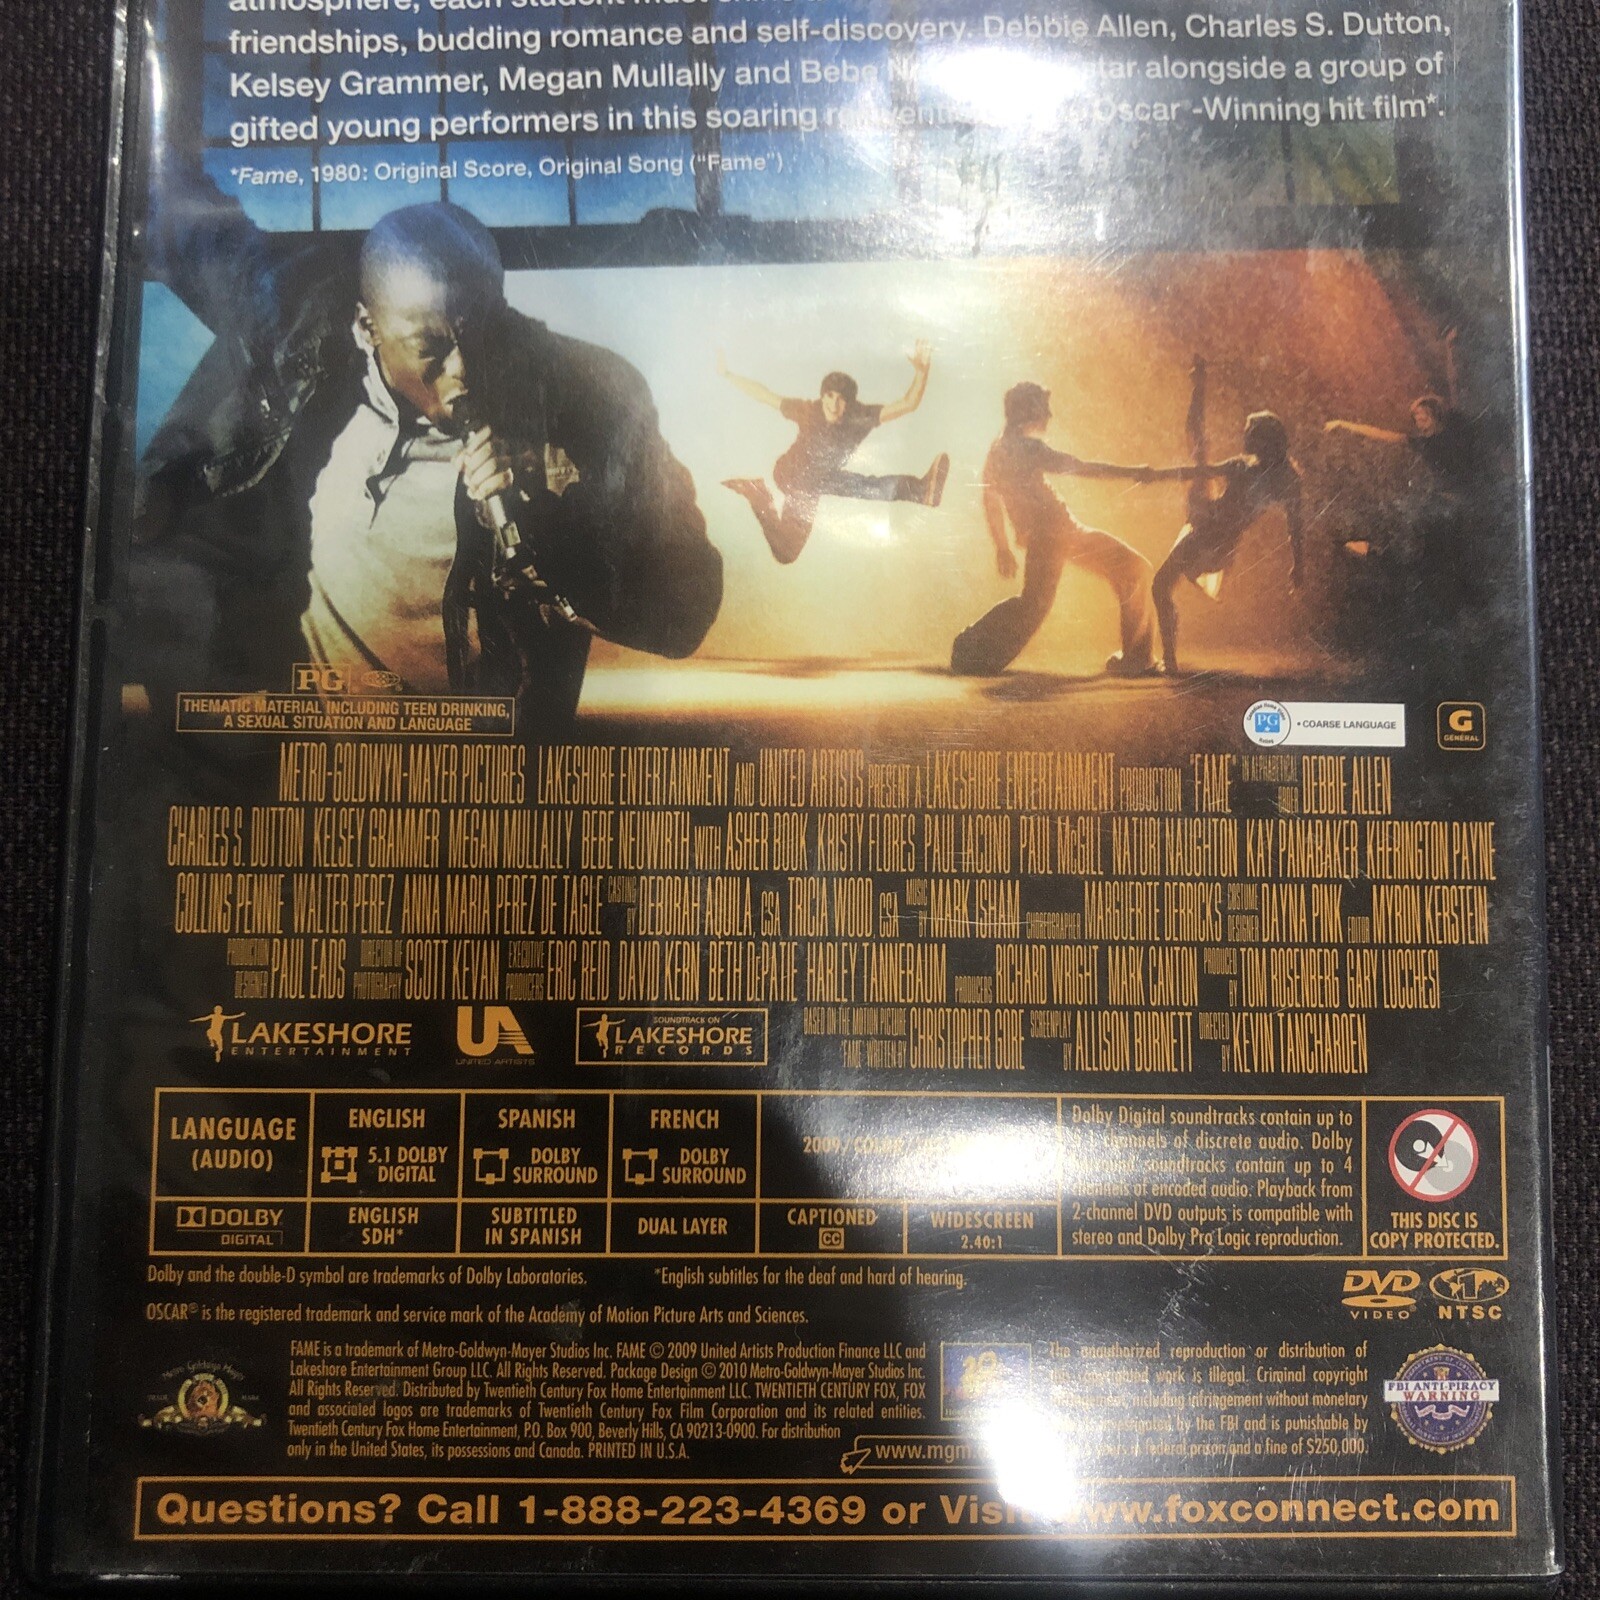 friendships, budding romance and self-discovery. Debbie Allen, Charles S. Dutton,
Kelsey Grammer, Megan Mullally and Bebe alongside a group of
gifted young performers in this soaring Oscar®-Winning hit film*.
*Fame, 1980: Original Score, Original Song ("Fame")
PG
THEMATIC MATERIAL INCLUDING TEEN DRINKING,
A SEXUAL SITUATION AND LANGUAGE
PG
• COARSE LANGUAGE
G
GENERAL
METRO-GOLDWYN-MAYER PICTURES LAKESHORE ENTERTAINMENT AND UNITED ARTISTS PRESENT A LAKESHORE ENTERTAINMENT PRODUCTION "FAME" IN ALPHABETICAL ORDER DEBBIE ALLEN
CHARLES S. DUTTON KELSEY GRAMMER MEGAN MULLALLY BEBE NEUWIRTH WITH ASHER BOOK KRISTY FLORES PAUL IACONO PAUL McGILL NATURI NAUGHTON KAY PANABAKER KHERINGTON PAYNE
COLLINS PENNIE WALTER PEREZ ANNA MARIA PEREZ DE TAGLE CASTING BY DEBORAH AQUILA, CSA TRICIA WOOD, CSA MUSIC BY MARK ISHAM CHOREOGRAPHER MARGUERITE DERRICKS COSTUME DESIGNER DAYNA PINK EDITOR MYRON KERSTEIN
PRODUCTION DESIGNER PAUL EADS DIRECTOR OF PHOTOGRAPHY SCOTT KEVAN EXECUTIVE PRODUCERS ERIC REID DAVID KERN BETH DePATIE HARLEY TANNEBAUM PRODUCERS RICHARD WRIGHT MARK CANTON PRODUCED BY TOM ROSENBERG GARY LUCCHESI
BASED ON THE MOTION PICTURE "FAME" WRITTEN BY CHRISTOPHER GORE SCREENPLAY BY ALLISON BURNETT DIRECTED BY KEVIN TANCHAROEN
LAKESHORE
ENTERTAINMENT
UA
UNITED ARTISTS
SOUNDTRACK ON
LAKESHORE
RECORDS
LANGUAGE
(AUDIO)
ENGLISH
5.1 DOLBY
DIGITAL
SPANISH
DOLBY
SURROUND
FRENCH
DOLBY
SURROUND
2009/
DOLBY
DIGITAL
ENGLISH
SDH*
SUBTITLED
IN SPANISH
DUAL LAYER
CAPTIONED
CC
WIDESCREEN
2.40:1
Dolby Digital soundtracks contain up to
channels of discrete audio. Dolby
soundtracks contain up to 4
channels of encoded audio. Playback from
2-channel DVD outputs is compatible with
stereo and Dolby Pro Logic reproduction.
THIS DISC IS
COPY PROTECTED.
Dolby and the double-D symbol are trademarks of Dolby Laboratories.
*English subtitles for the deaf and hard of hearing.
OSCAR® is the registered trademark and service mark of the Academy of Motion Picture Arts and Sciences.
DVD
VIDEO
1
NTSC
Metro Goldwyn Mayer
TRADE MARK
FAME is a trademark of Metro-Goldwyn-Mayer Studios Inc. FAME © 2009 United Artists Production Finance LLC and
Lakeshore Entertainment Group LLC. All Rights Reserved. Package Design © 2010 Metro-Goldwyn-Mayer Studios Inc.
All Rights Reserved. Distributed by Twentieth Century Fox Home Entertainment LLC. TWENTIETH CENTURY FOX, FOX
and associated logos are trademarks of Twentieth Century Fox Film Corporation and its related entities.
Twentieth Century Fox Home Entertainment, P.O. Box 900, Beverly Hills, CA 90213-0900. For distribution
only in the United States, its possessions and Canada. PRINTED IN U.S.A.
www.mgm.
The unauthorized reproduction or distribution of
this copyrighted work is illegal. Criminal copyright
infringement, including infringement without monetary
investigated by the FBI and is punishable by
years in federal prison and a fine of $250,000.
FBI ANTI-PIRACY
WARNING
Questions? Call 1-888-223-4369 or Visit www.foxconnect.com